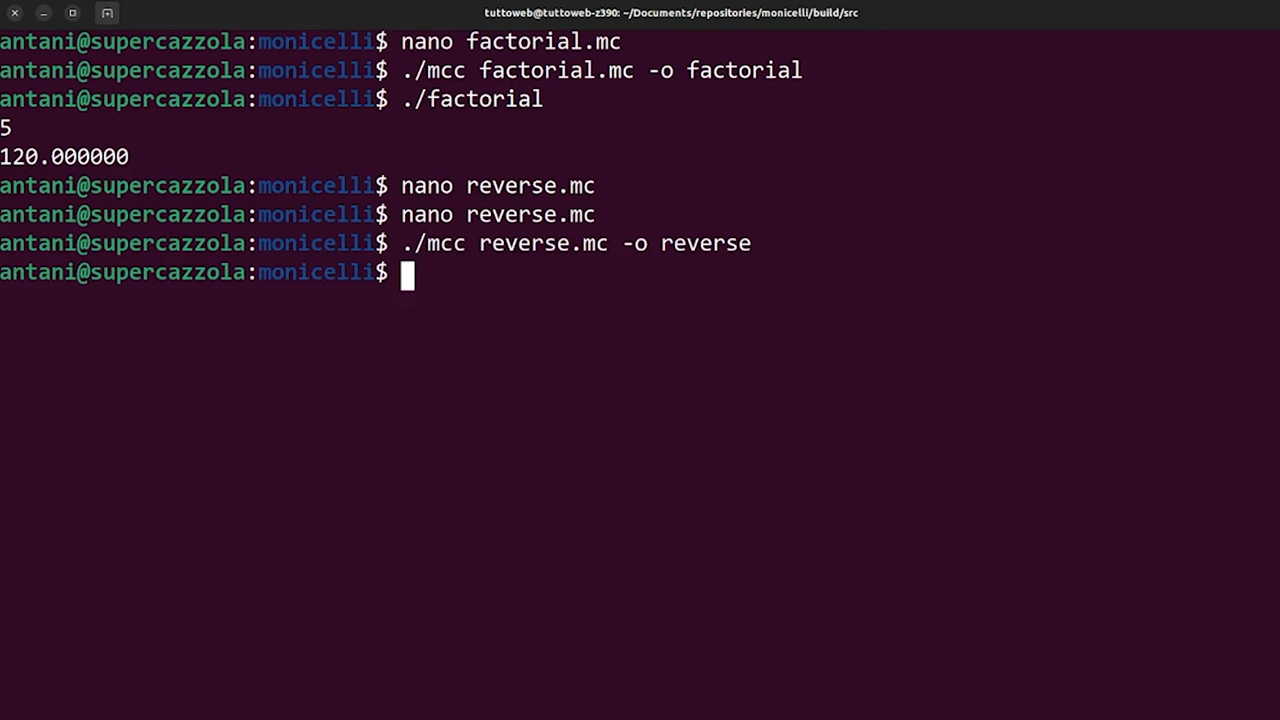 tuttoweb@tuttoweb-z390: ~/Documents/repositories/monicelli/build/src
antani@supercazzola:monicelli$ nano factorial.mc
antani@supercazzola:monicelli$ ./mcc factorial.mc -o factorial
antani@supercazzola:monicelli$ ./factorial
5
120.000000
antani@supercazzola:monicelli$ nano reverse.mc
antani@supercazzola:monicelli$ nano reverse.mc
antani@supercazzola:monicelli$ ./mcc reverse.mc -o reverse
antani@supercazzola:monicelli$